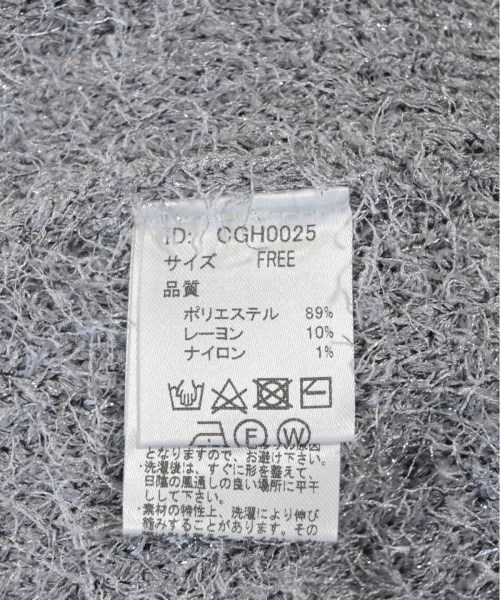 ID: CGH0025
サイズ FREE
品質
ポリエステル 89%
レーヨン 10%
ナイロン 1%
F W
となりますので、お避け下さい。
・洗濯後は、すぐに形を整えて、
日陰の風通しの良い場所に平干
しして下さい。
・素材の特性上、洗濯により伸び
縮みすることがあります。その